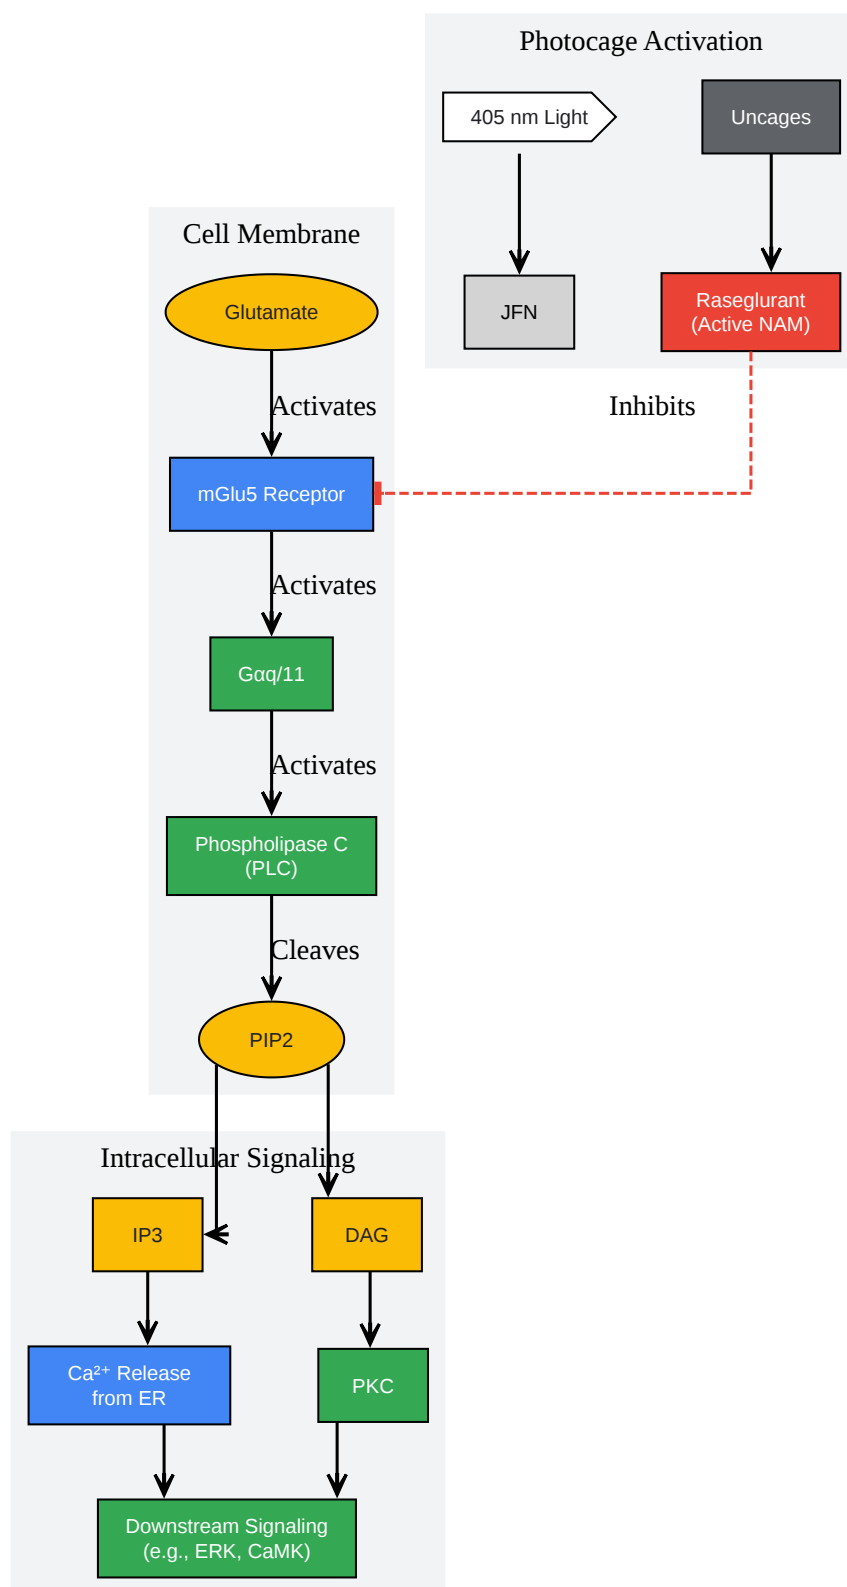 Photocage Activation
405 nm Light
Uncages
Cell Membrane
Glutamate
JFN
Raseglurant
(Active NAM)
Activates
Inhibits
mGlu5 Receptor
Activates
Gαq/11
Activates
Phospholipase C
(PLC)
Cleaves
PIP2
Intracellular Signaling
IP3
DAG
Ca²⁺ Release
from ER
PKC
Downstream Signaling
(e.g., ERK, CaMK)